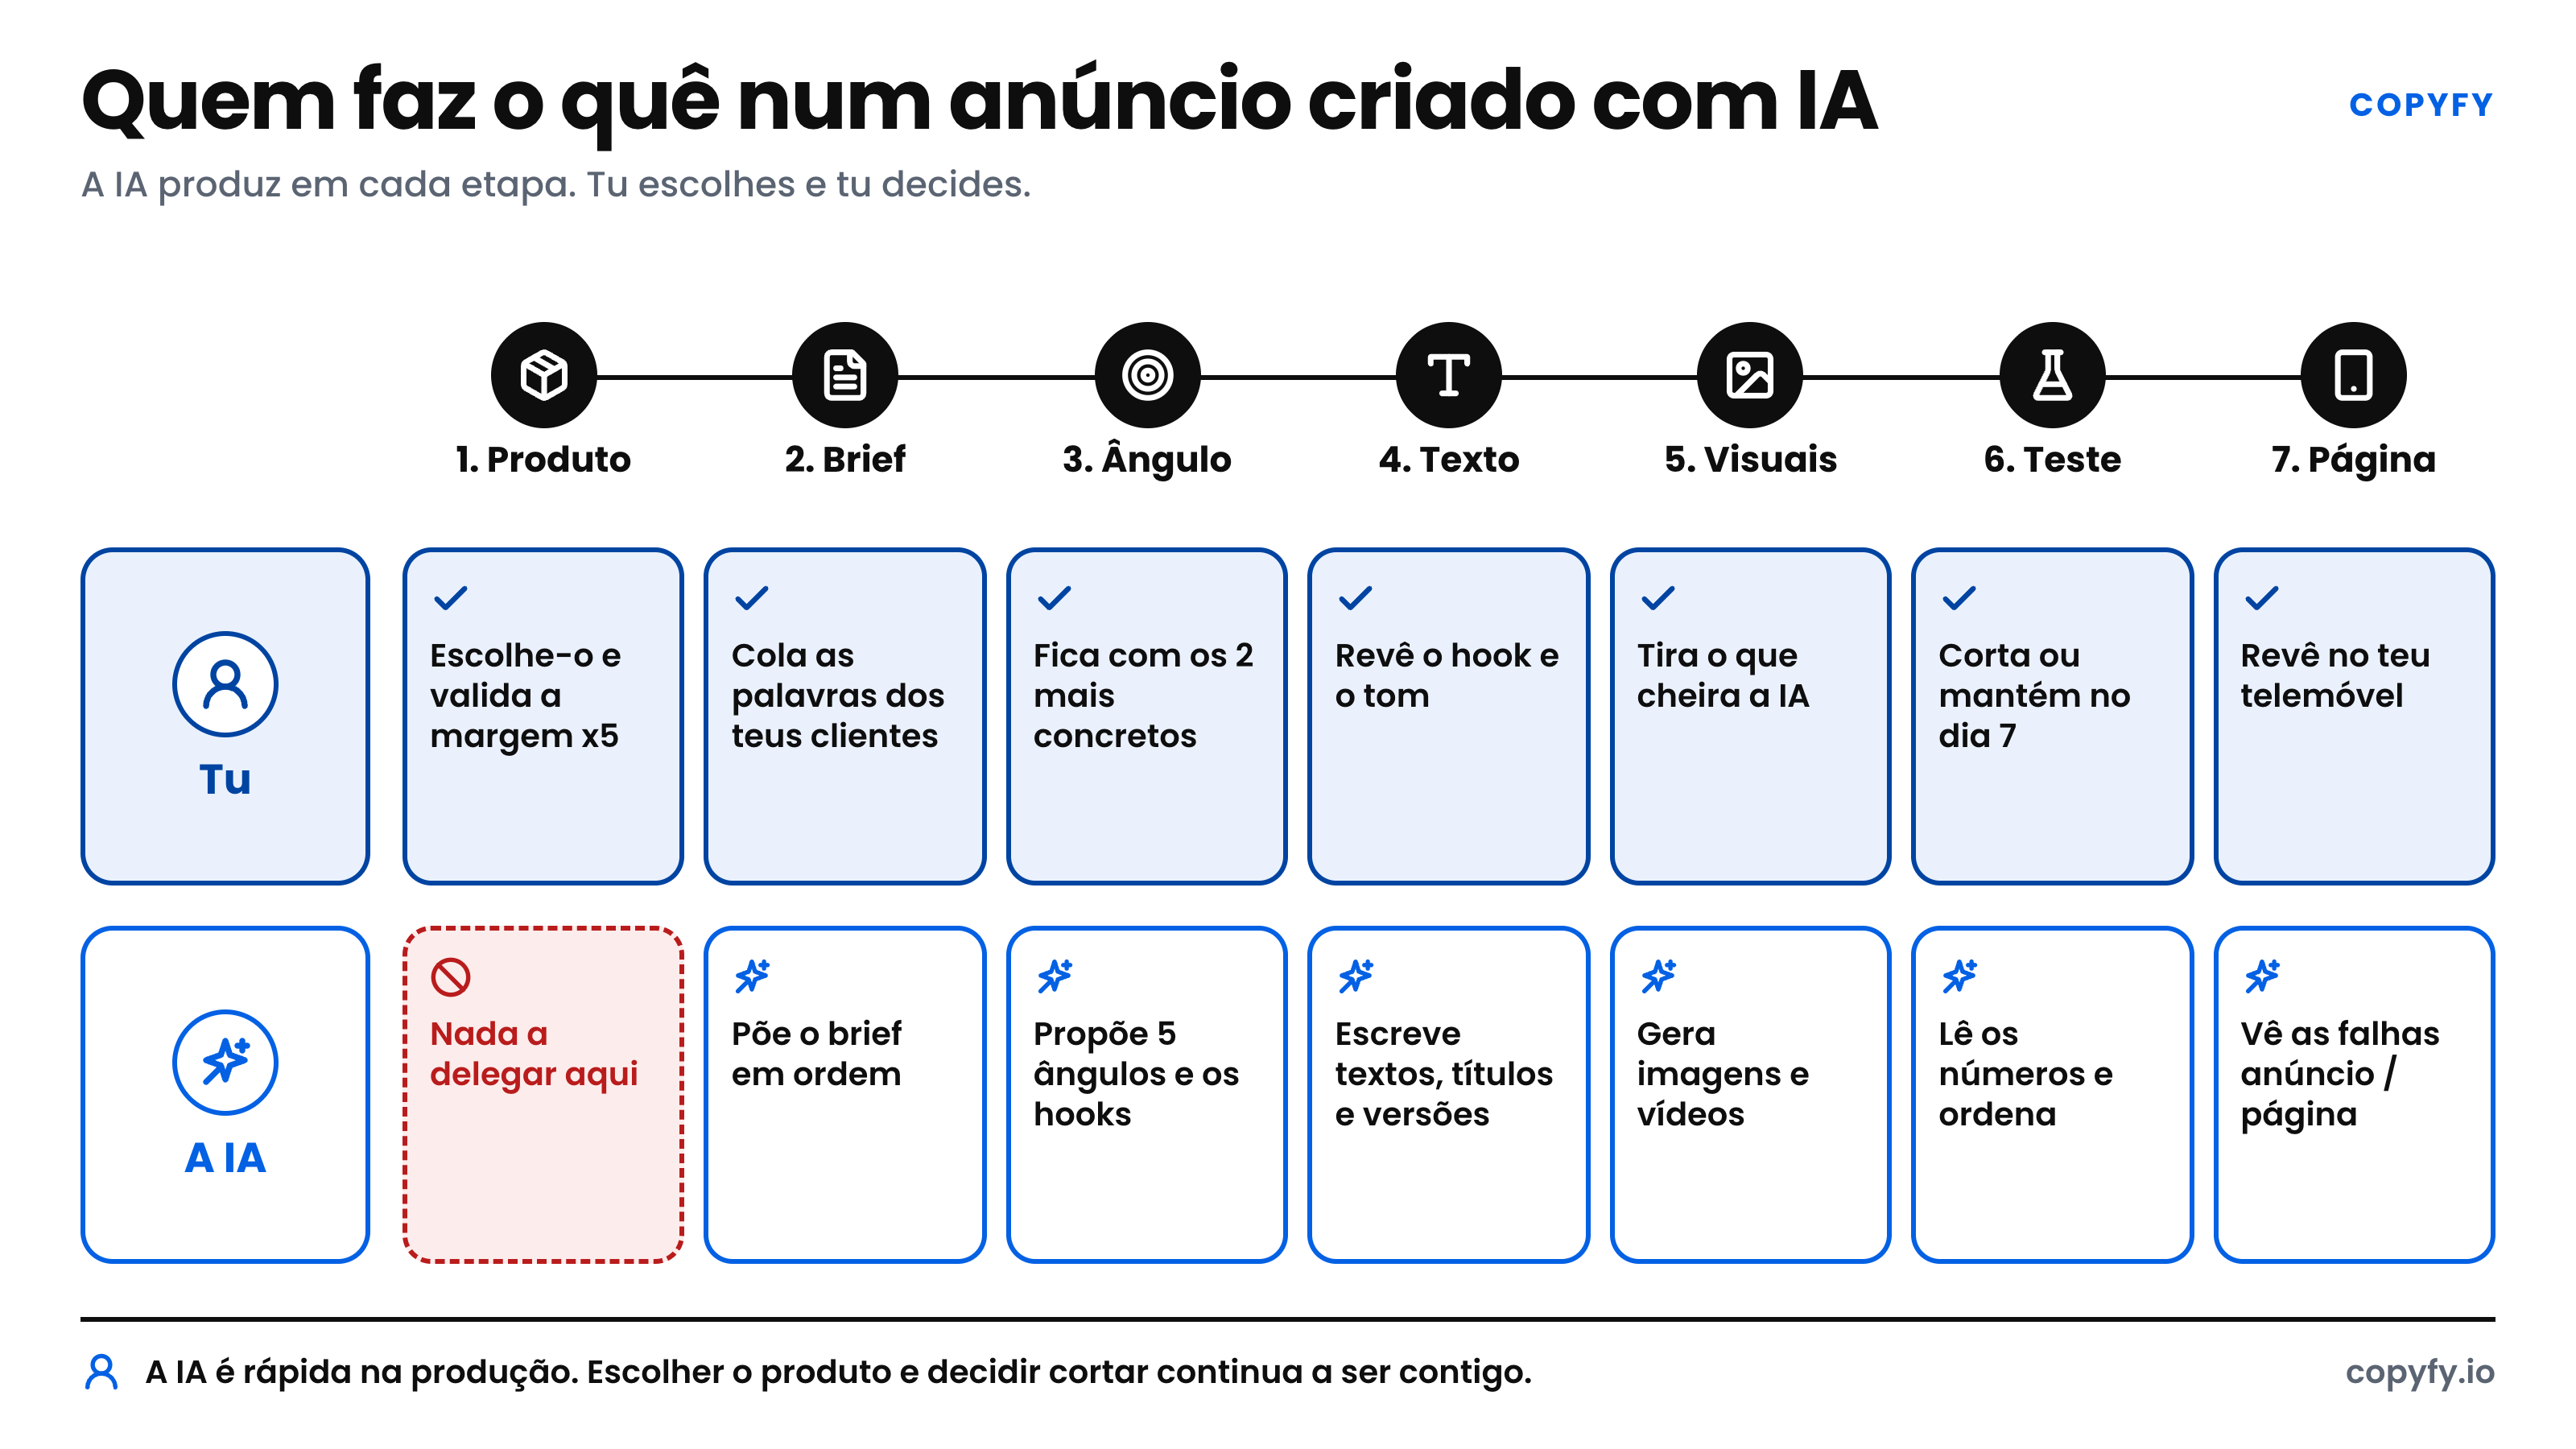 Quem faz o quê num anúncio criado com IA
COPYFY
A IA produz em cada etapa. Tu escolhes e tu decides.
1. Produto
2. Brief
3. Ângulo
4. Texto
5. Visuais
6. Teste
7. Página
Tu
Escolhe-o e
valida a
margem x5
Cola as
palavras dos
teus clientes
Fica com os 2
mais
concretos
Revê o hook e
o tom
Tira o que
cheira a IA
Corta ou
mantém no
dia 7
Revê no teu
telemóvel
A IA
Nada a
delegar aqui
Põe o brief
em ordem
Propõe 5
ângulos e os
hooks
Escreve
textos, títulos
e versões
Gera
imagens e
vídeos
Lê os
números e
ordena
Vê as falhas
anúncio /
página
A IA é rápida na produção. Escolher o produto e decidir cortar continua a ser contigo.
copyfy.io